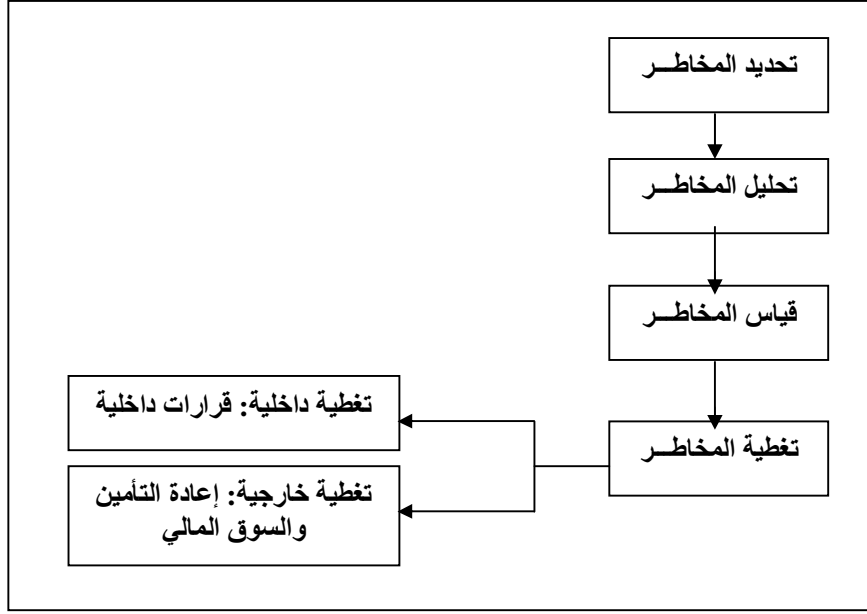 تحديد المخاطــر
تحليل المخاطــر
قياس المخاطــر
تغطية المخاطــر
تغطية داخلية: قرارات داخلية
تغطية خارجية: إعادة التأمين
والسوق المالي